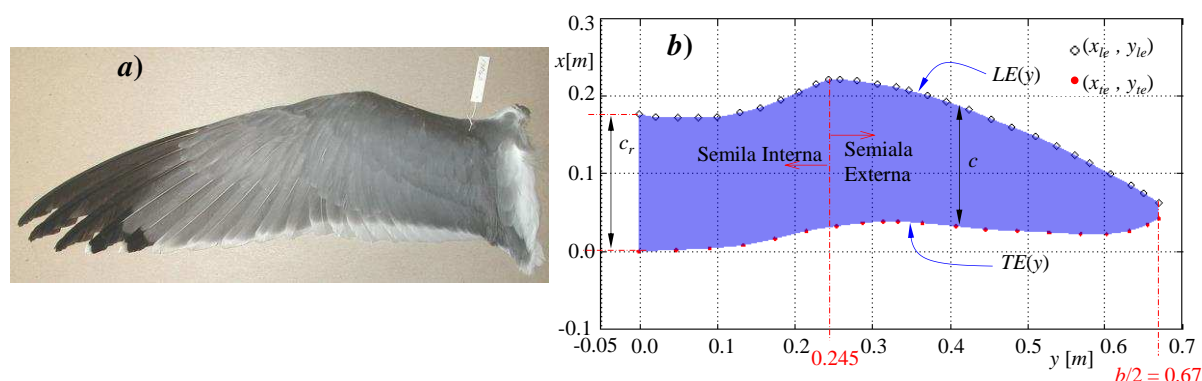 a)
b)
x[m]
0.3
0.2
0.1
0.0
-0.1
-0.05
0.0
0.1
0.2
0.3
0.4
0.5
0.6
0.7
y [m]
0.245
b/2 = 0.67
(x_le , y_le)
(x_te , y_te)
LE(y)
TE(y)
c_r
c
Semila Interna
Semiala
Externa